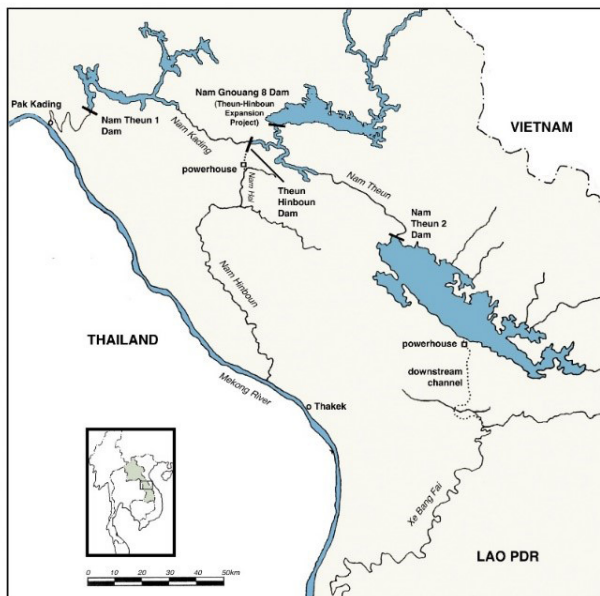 Pak Kading
Nam Theun 1
Dam
Nam Kading
Nam Gnouang 8 Dam
(Theun-Hinboun
Expansion
Project)
VIETNAM
powerhouse
Nam Hai
Theun
Hinboun
Dam
Nam Theun
Nam
Theun 2
Dam
Nam Hinboun
THAILAND
Mekong River
powerhouse
downstream
channel
Thakek
Xe Bang Fai
LAO PDR
0 10 20 30 40 50km